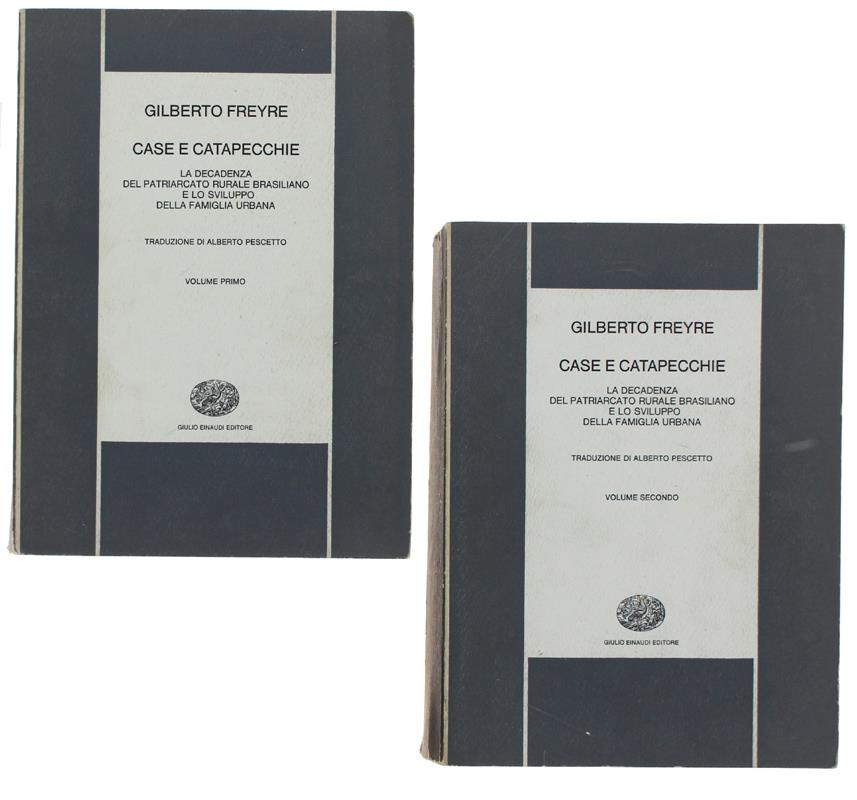 GILBERTO FREYRE
CASE E CATAPECCHIE
LA DECADENZA
DEL PATRIARCATO RURALE BRASILIANO
E LO SVILUPPO
DELLA FAMIGLIA URBANA
TRADUZIONE DI ALBERTO PESCETTO
VOLUME PRIMO
GIULIO EINAUDI EDITORE
GILBERTO FREYRE
CASE E CATAPECCHIE
LA DECADENZA
DEL PATRIARCATO RURALE BRASILIANO
E LO SVILUPPO
DELLA FAMIGLIA URBANA
TRADUZIONE DI ALBERTO PESCETTO
VOLUME SECONDO
GIULIO EINAUDI EDITORE